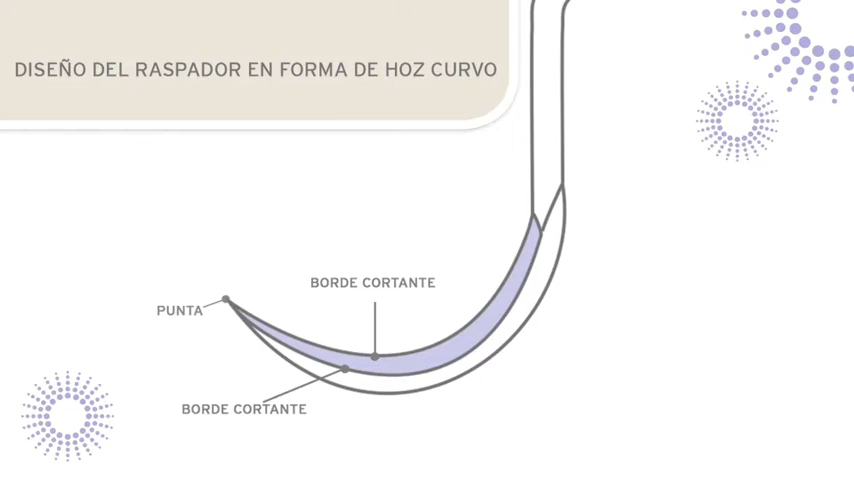 DISEÑO DEL RASPADOR EN FORMA DE HOZ CURVO
BORDE CORTANTE
PUNTA
BORDE CORTANTE